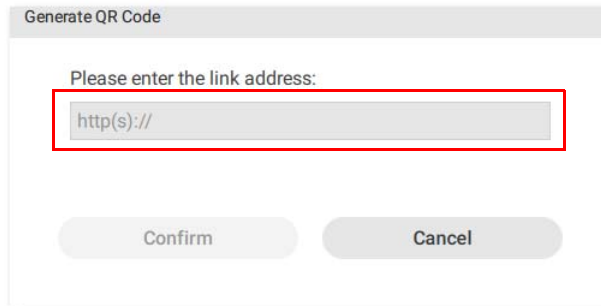 Generate QR Code
Please enter the link address:
http(s)://
Confirm Cancel